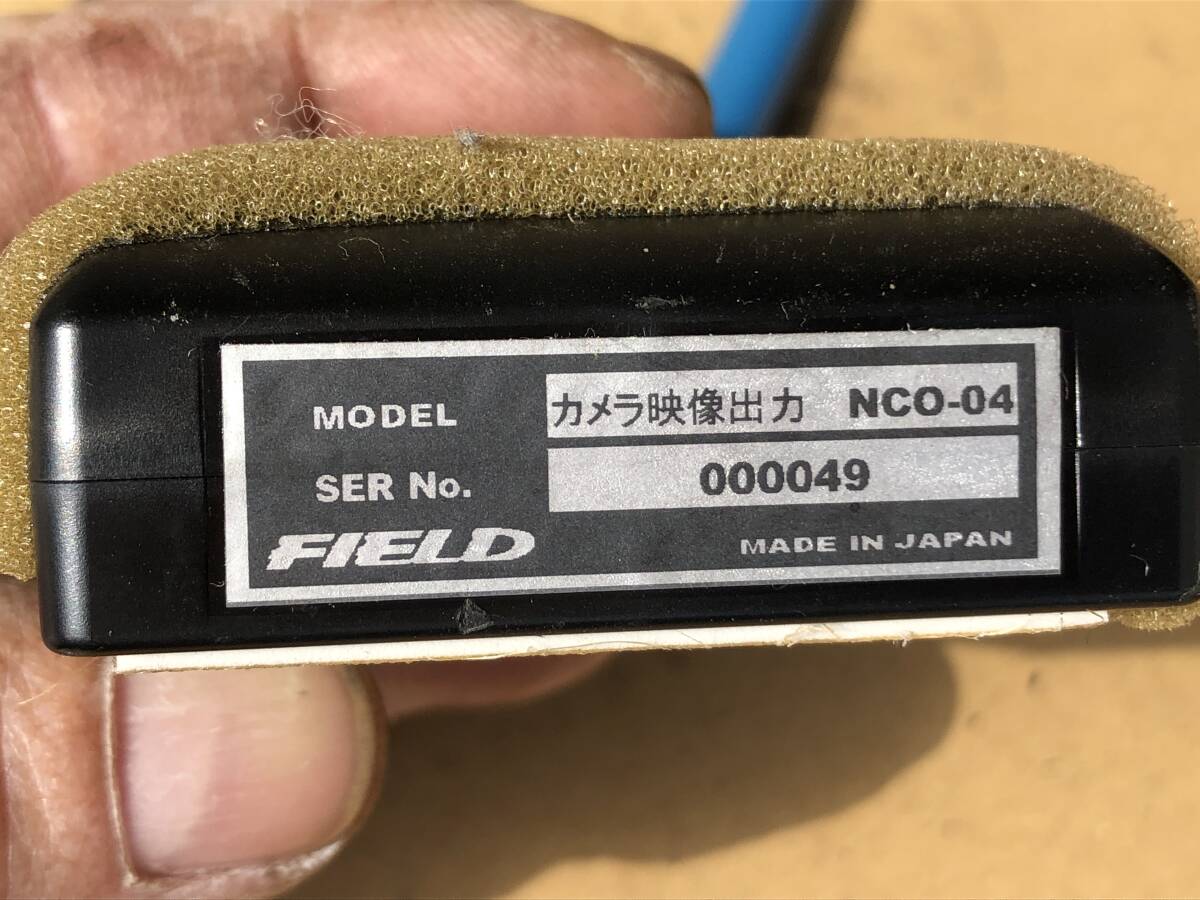 MODEL カメラ映像出力 NCO-04
SER No. 000049
FIELD MADE IN JAPAN